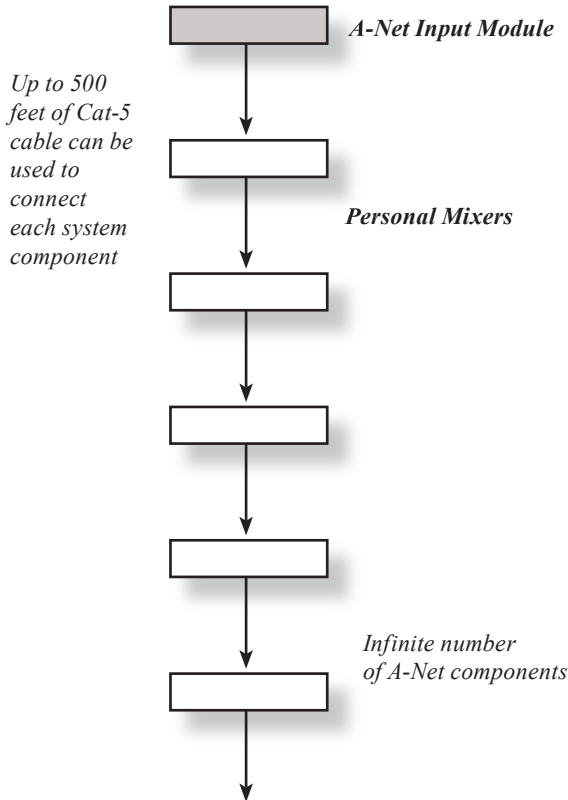 A-Net Input Module
Up to 500
feet of Cat-5
cable can be
used to
connect
each system
component
Personal Mixers
Infinite number
of A-Net components